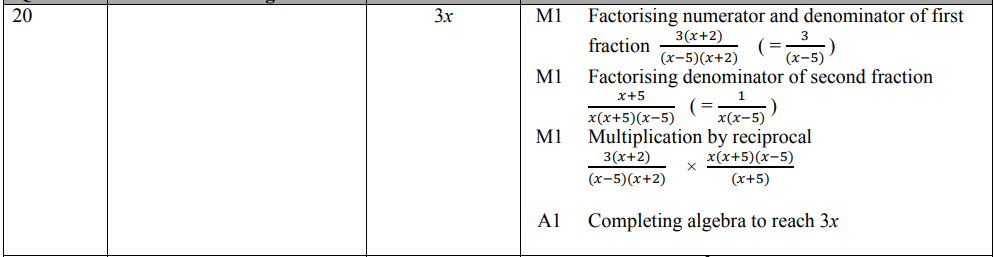 20 3x M1 Factorising numerator and denominator of first
fraction 3(x+2)/(x−5)(x+2) (=3/(x−5))
M1 Factorising denominator of second fraction
x+5/x(x+5)(x−5) (=1/x(x−5))
M1 Multiplication by reciprocal
3(x+2)/(x−5)(x+2) × x(x+5)(x−5)/(x+5)
A1 Completing algebra to reach 3x